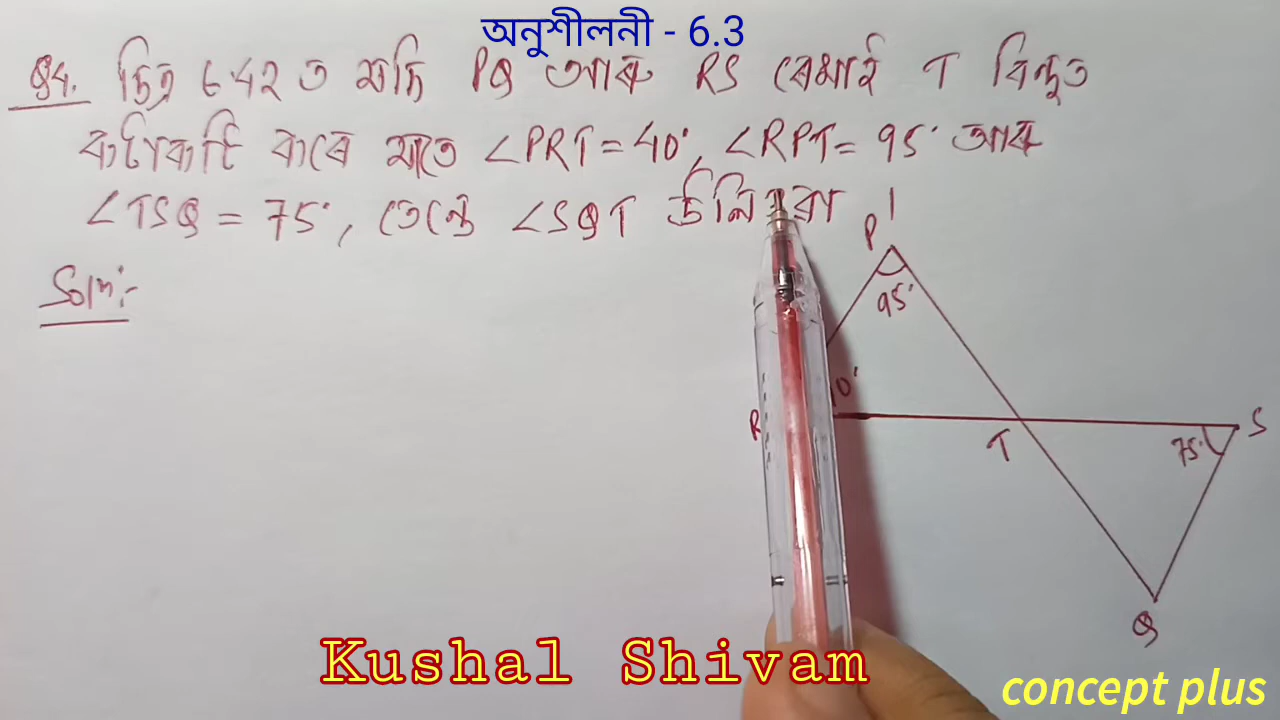 অনুশীলনী - 6.3
Q4. চিত্ৰ 6.42 ত যদি PQ আৰু RS ৰেখাই T বিন্দুত
কটাকটি কৰে যাতে ∠PRT = 40°, ∠RPT = 95° আৰু
∠TSQ = 75°, তেন্তে ∠SQT উলিওৱা
Soln:-
P
95°
0°
R
T
S
75°
Q
Kushal Shivam
concept plus